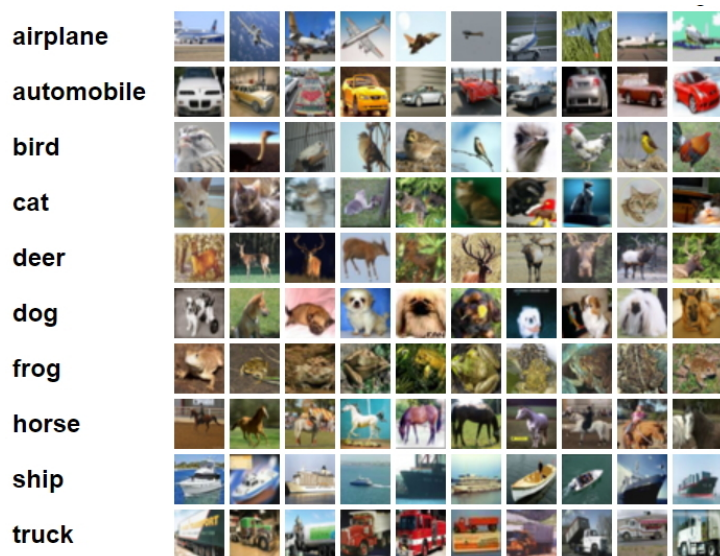 airplane
automobile
bird
cat
deer
dog
frog
horse
ship
truck